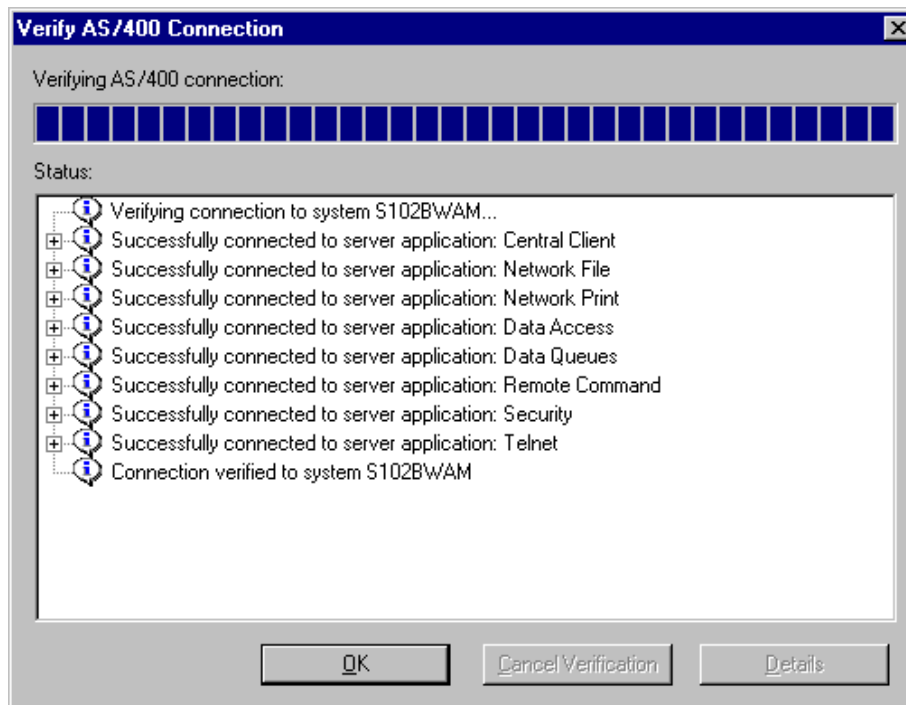 Verify AS/400 Connection
Verifying AS/400 connection:
Status:
Verifying connection to system S102BWAM...
Successfully connected to server application: Central Client
Successfully connected to server application: Network File
Successfully connected to server application: Network Print
Successfully connected to server application: Data Access
Successfully connected to server application: Data Queues
Successfully connected to server application: Remote Command
Successfully connected to server application: Security
Successfully connected to server application: Telnet
Connection verified to system S102BWAM
OK Cancel Verification Details